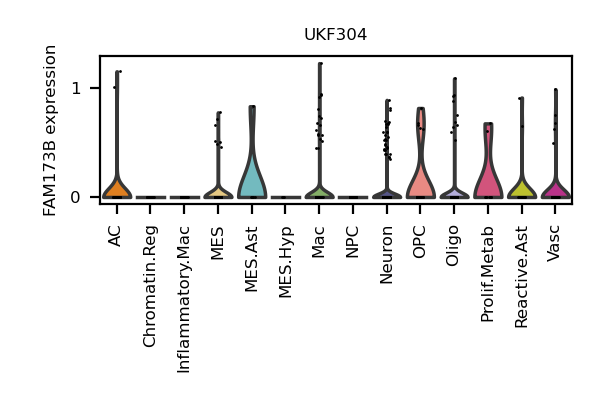 UKF304
FAM173B expression
1
0
AC
Chromatin.Reg
Inflammatory.Mac
MES
MES.Ast
MES.Hyp
Mac
NPC
Neuron
OPC
Oligo
Prolif.Metab
Reactive.Ast
Vasc